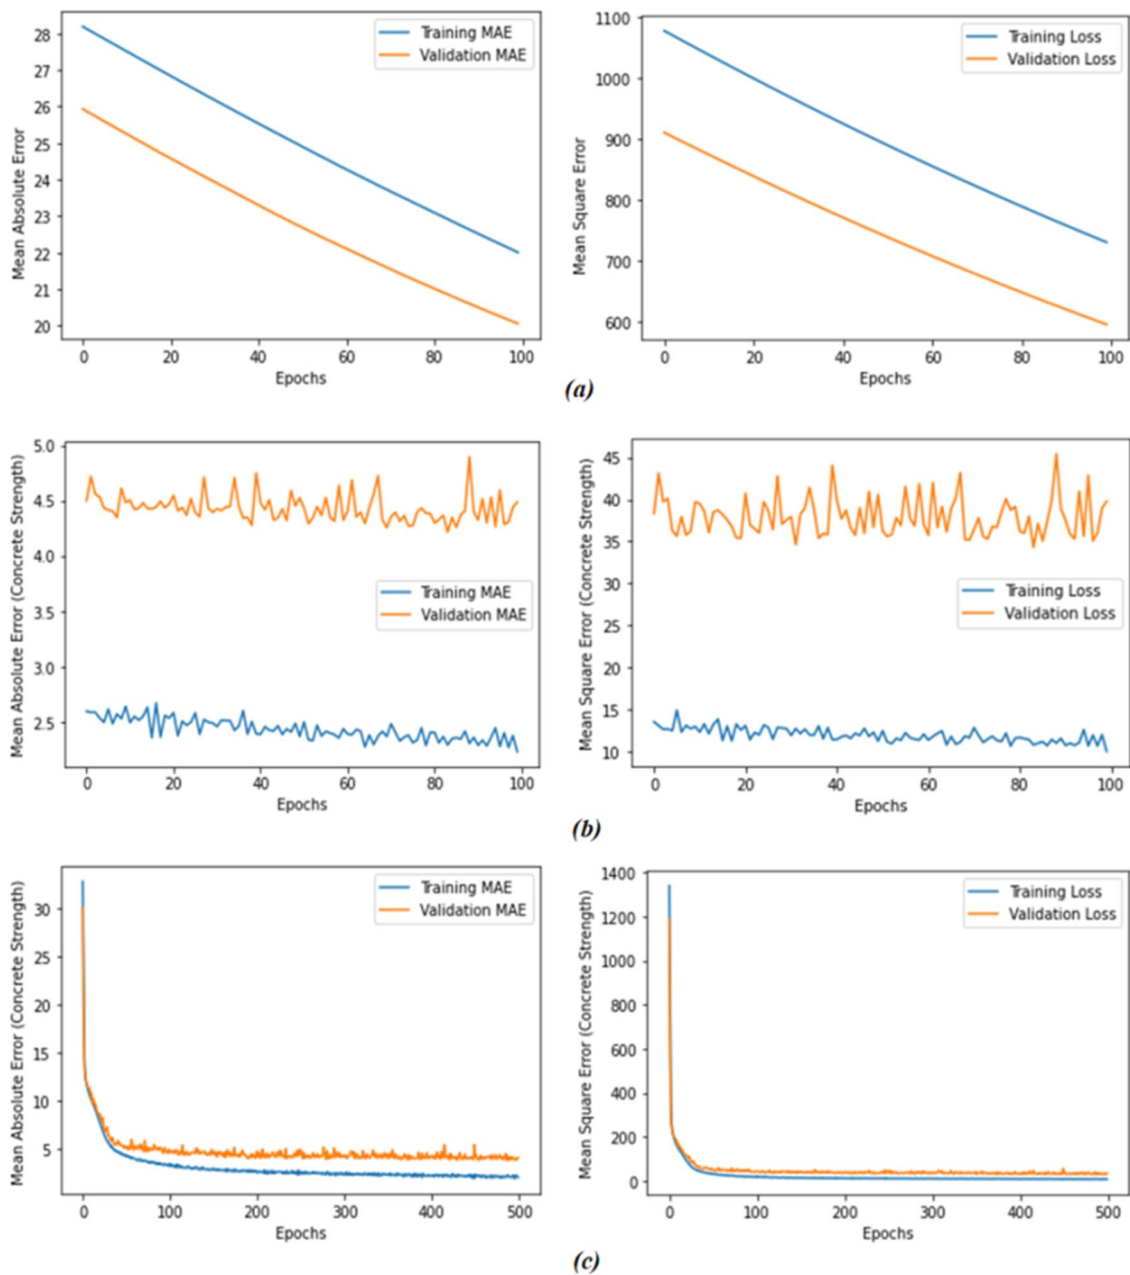 Mean Absolute Error
28
27
26
25
24
23
22
21
20
0 20 40 60 80 100
Epochs
Training MAE
Validation MAE
Mean Square Error
1100
1000
900
800
700
600
0 20 40 60 80 100
Epochs
Training Loss
Validation Loss
(a)
Mean Absolute Error (Concrete Strength)
5.0
4.5
4.0
3.5
3.0
2.5
0 20 40 60 80 100
Epochs
Training MAE
Validation MAE
Mean Square Error (Concrete Strength)
45
40
35
30
25
20
15
10
0 20 40 60 80 100
Epochs
Training Loss
Validation Loss
(b)
Mean Absolute Error (Concrete Strength)
30
25
20
15
10
5
0 100 200 300 400 500
Epochs
Training MAE
Validation MAE
Mean Square Error (Concrete Strength)
1400
1200
1000
800
600
400
200
0
0 100 200 300 400 500
Epochs
Training Loss
Validation Loss
(c)